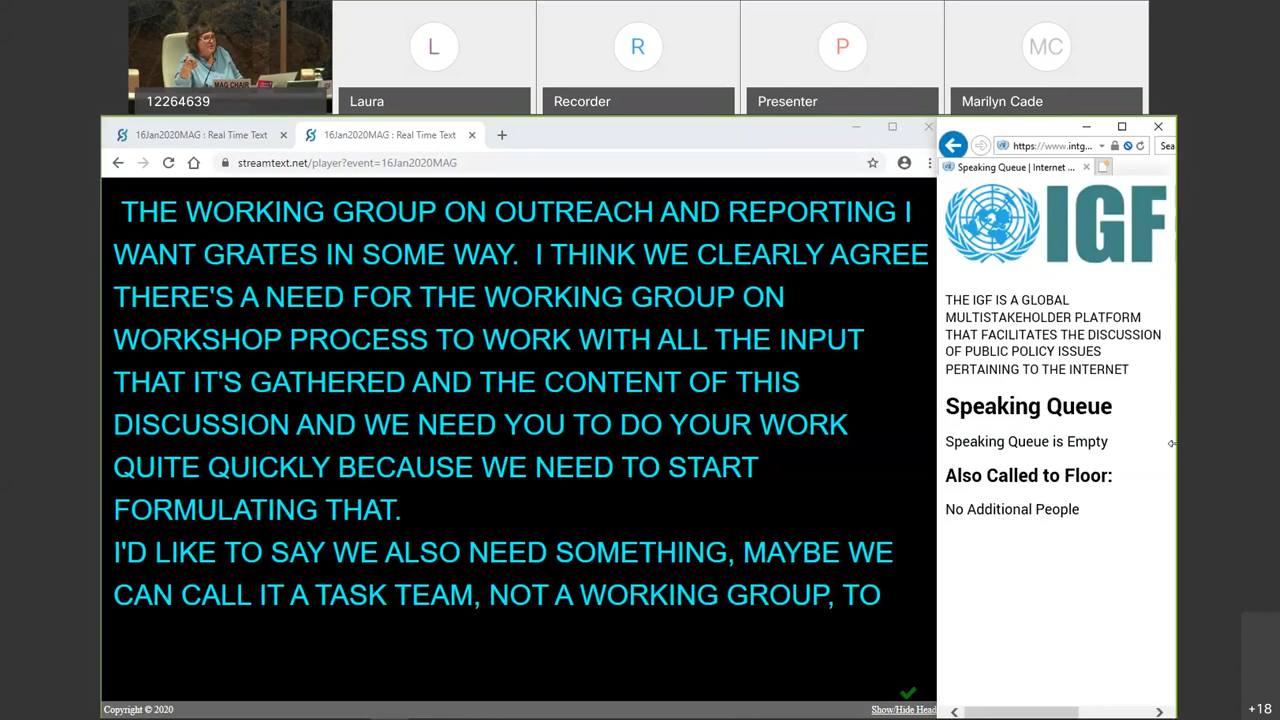 L
R
P
MC
MAG CHAIR
12264639
Laura
Recorder
Presenter
Marilyn Cade
16Jan2020MAG : Real Time Text
16Jan2020MAG : Real Time Text
streamtext.net/player?event=16Jan2020MAG
https://www.intg...
Sea
Speaking Queue | Internet ...
THE WORKING GROUP ON OUTREACH AND REPORTING I
WANT GRATES IN SOME WAY. I THINK WE CLEARLY AGREE
THERE'S A NEED FOR THE WORKING GROUP ON
WORKSHOP PROCESS TO WORK WITH ALL THE INPUT
THAT IT'S GATHERED AND THE CONTENT OF THIS
DISCUSSION AND WE NEED YOU TO DO YOUR WORK
QUITE QUICKLY BECAUSE WE NEED TO START
FORMULATING THAT.
I'D LIKE TO SAY WE ALSO NEED SOMETHING, MAYBE WE
CAN CALL IT A TASK TEAM, NOT A WORKING GROUP, TO
Copyright © 2020
Show/Hide Head
IGF
THE IGF IS A GLOBAL
MULTISTAKEHOLDER PLATFORM
THAT FACILITATES THE DISCUSSION
OF PUBLIC POLICY ISSUES
PERTAINING TO THE INTERNET
Speaking Queue
Speaking Queue is Empty
Also Called to Floor:
No Additional People
+18